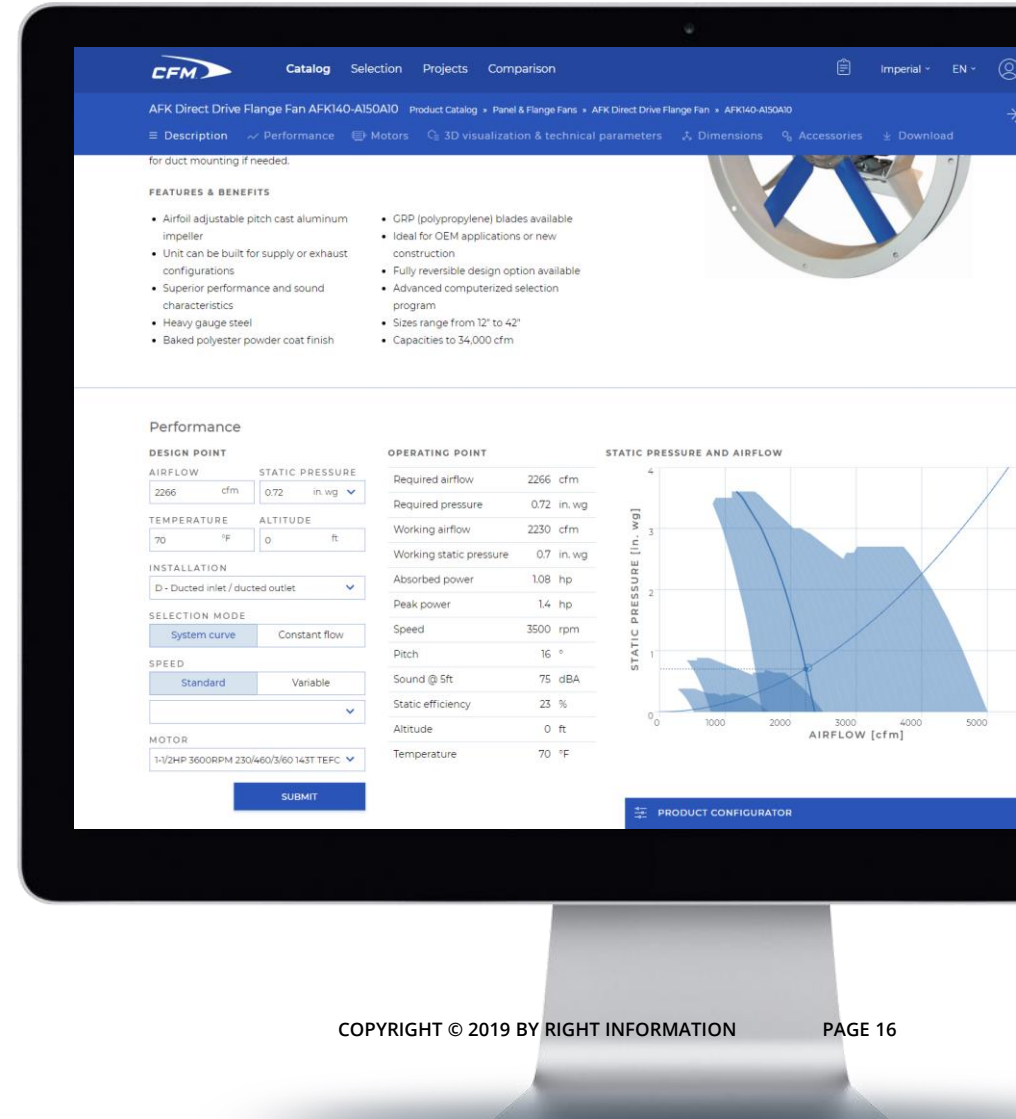 CFM
Catalog Selection Projects Comparison
Imperial EN
AFK Direct Drive Flange Fan AFK140-A150A10 Product Catalog » Panel & Flange Fans » AFK Direct Drive Flange Fan » AFK140-A150A10
Description Performance Motors 3D visualization & technical parameters Dimensions Accessories Download
for duct mounting if needed.
FEATURES & BENEFITS
• Airfoil adjustable pitch cast aluminum
impeller
• Unit can be built for supply or exhaust
configurations
• Superior performance and sound
characteristics
• Heavy gauge steel
• Baked polyester powder coat finish
• GRP (polypropylene) blades available
• Ideal for OEM applications or new
construction
• Fully reversible design option available
• Advanced computerized selection
program
• Sizes range from 12" to 42"
• Capacities to 34,000 cfm
Performance
DESIGN POINT
AIRFLOW STATIC PRESSURE
2266 cfm 0.72 in. wg
TEMPERATURE ALTITUDE
70 °F 0 ft
INSTALLATION
D - Ducted inlet / ducted outlet
SELECTION MODE
System curve Constant flow
SPEED
Standard Variable
MOTOR
1-1/2HP 3600RPM 230/460/3/60 143T TEFC
SUBMIT
OPERATING POINT
Required airflow 2266 cfm
Required pressure 0.72 in. wg
Working airflow 2230 cfm
Working static pressure 0.7 in. wg
Absorbed power 1.08 hp
Peak power 1.4 hp
Speed 3500 rpm
Pitch 16 °
Sound @ 5ft 75 dBA
Static efficiency 23 %
Altitude 0 ft
Temperature 70 °F
STATIC PRESSURE AND AIRFLOW
STATIC PRESSURE [in. wg]
4
3
2
1
0
0 1000 2000 3000 4000 5000
AIRFLOW [cfm]
PRODUCT CONFIGURATOR
COPYRIGHT © 2019 BY RIGHT INFORMATION PAGE 16